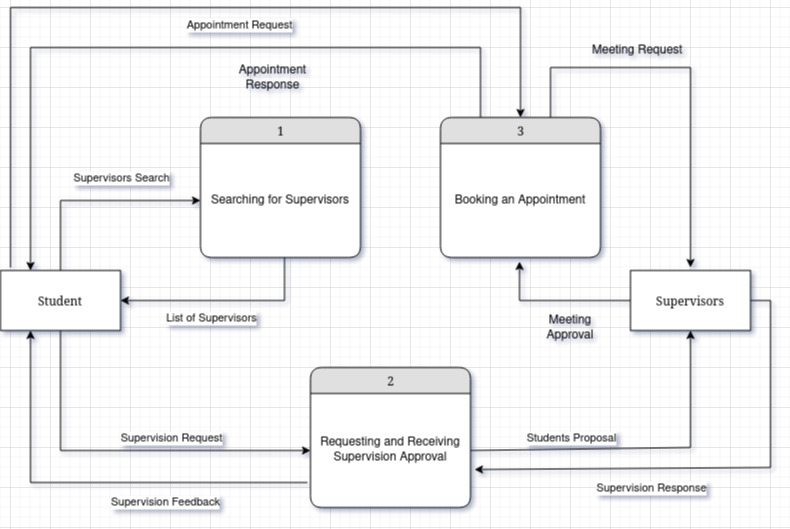 Appointment Request
Meeting Request
Appointment
Response
1
3
Supervisors Search
Searching for Supervisors
Booking an Appointment
Student
Supervisors
List of Supervisors
Meeting
Approval
2
Supervision Request
Requesting and Receiving
Supervision Approval
Students Proposal
Supervision Feedback
Supervision Response